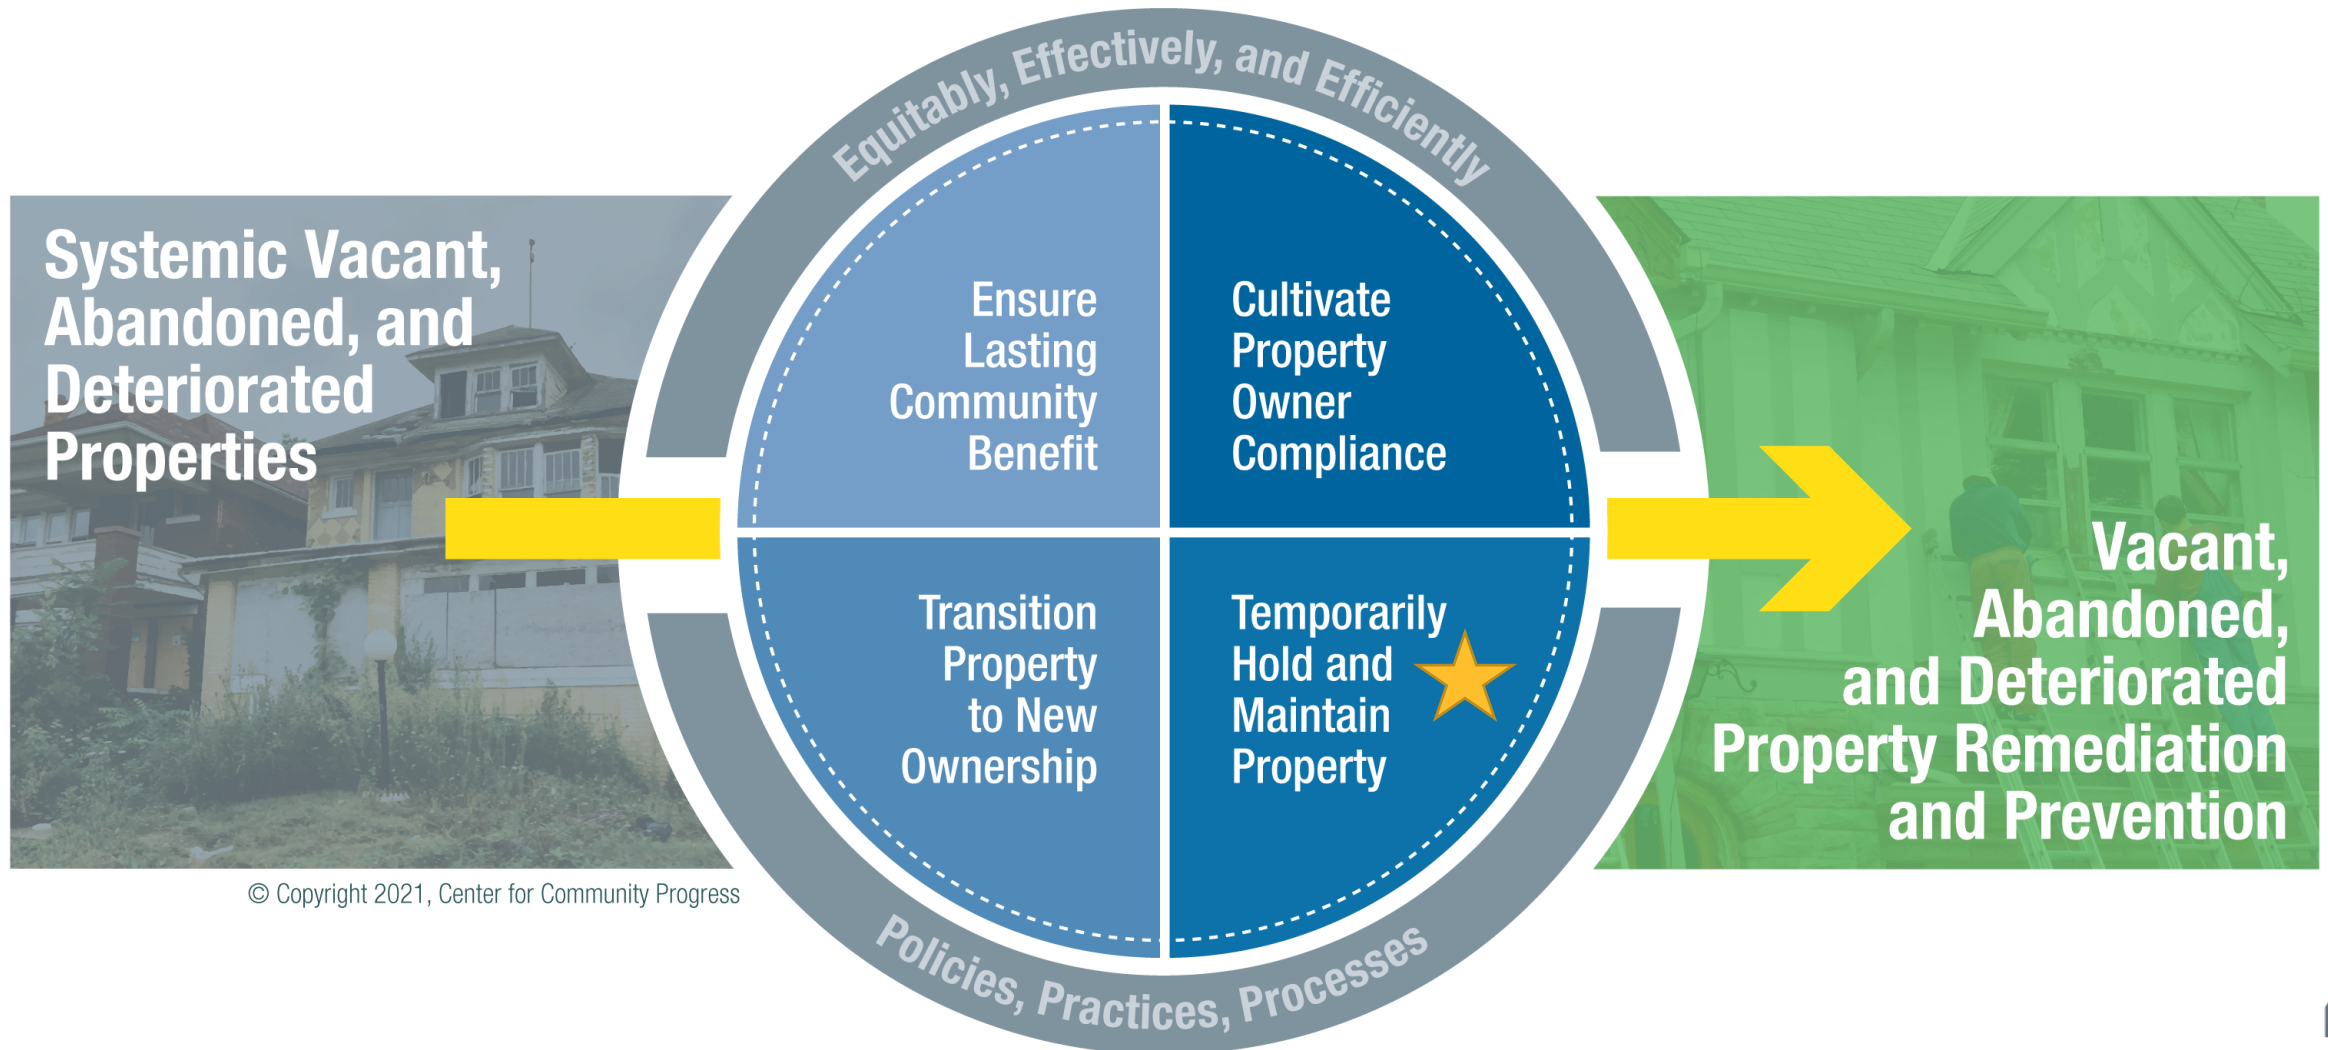 Equitably, Effectively, and Efficiently
Systemic Vacant,
Abandoned, and
Deteriorated
Properties
Ensure
Lasting
Community
Benefit
Cultivate
Property
Owner
Compliance
Transition
Property
to New
Ownership
Temporarily
Hold and
Maintain
Property
Vacant,
Abandoned,
and Deteriorated
Property Remediation
and Prevention
© Copyright 2021, Center for Community Progress
Policies, Practices, Processes